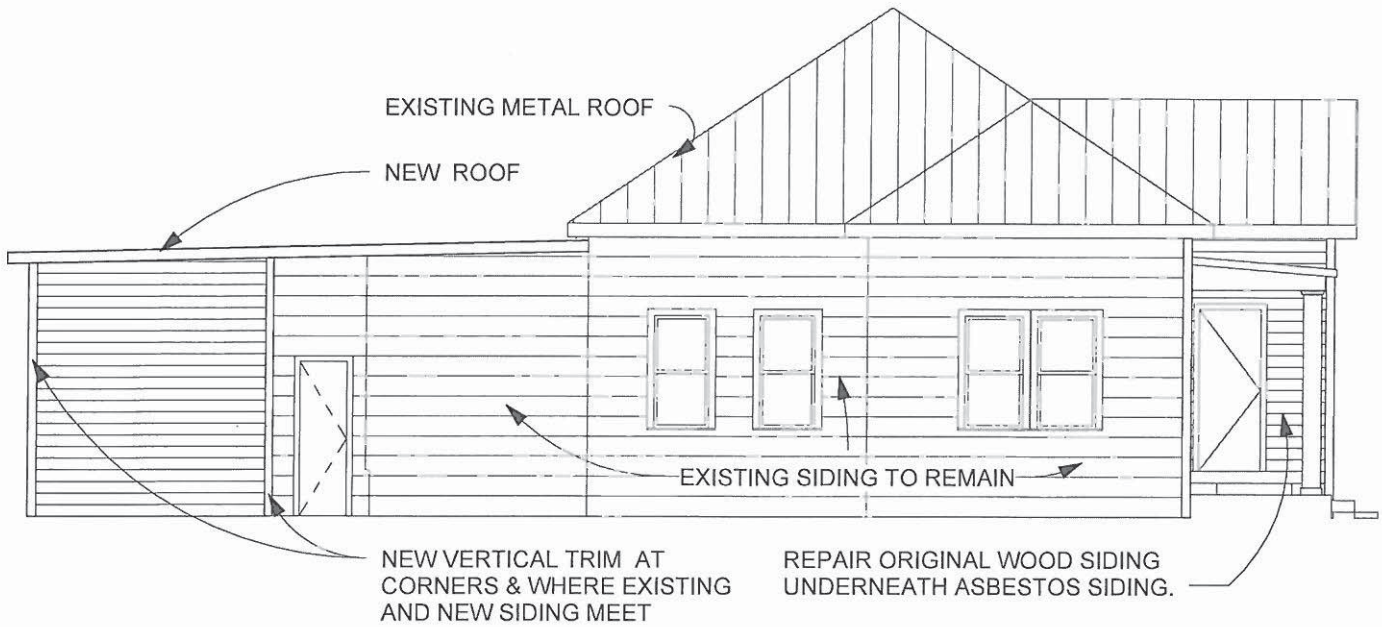 EXISTING METAL ROOF
NEW ROOF
EXISTING SIDING TO REMAIN
NEW VERTICAL TRIM AT
CORNERS & WHERE EXISTING
AND NEW SIDING MEET
REPAIR ORIGINAL WOOD SIDING
UNDERNEATH ASBESTOS SIDING.